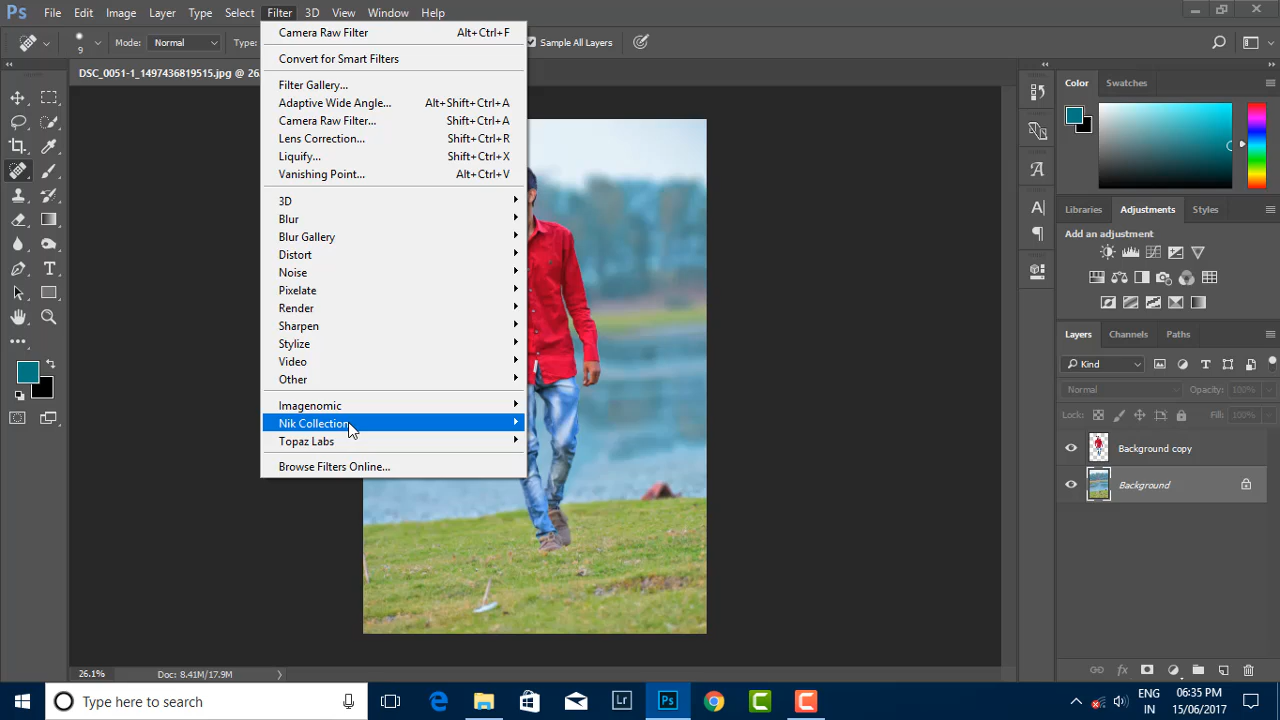 Ps File Edit Image Layer Type Select Filter 3D View Window Help
9 Mode: Normal Type: Sample All Layers
DSC_0051-1_1497436819515.jpg @ 26
Camera Raw Filter Alt+Ctrl+F
Convert for Smart Filters
Filter Gallery...
Adaptive Wide Angle... Alt+Shift+Ctrl+A
Camera Raw Filter... Shift+Ctrl+A
Lens Correction... Shift+Ctrl+R
Liquify... Shift+Ctrl+X
Vanishing Point... Alt+Ctrl+V
3D
Blur
Blur Gallery
Distort
Noise
Pixelate
Render
Sharpen
Stylize
Video
Other
Imagenomic
Nik Collection
Topaz Labs
Browse Filters Online...
Color Swatches
Libraries Adjustments Styles
Add an adjustment
Layers Channels Paths
Kind
Normal Opacity: 100%
Lock: Fill: 100%
Background copy
Background
26.1% Doc: 8.41M/17.9M
Type here to search
Lr Ps
ENG 06:35 PM
IN 15/06/2017